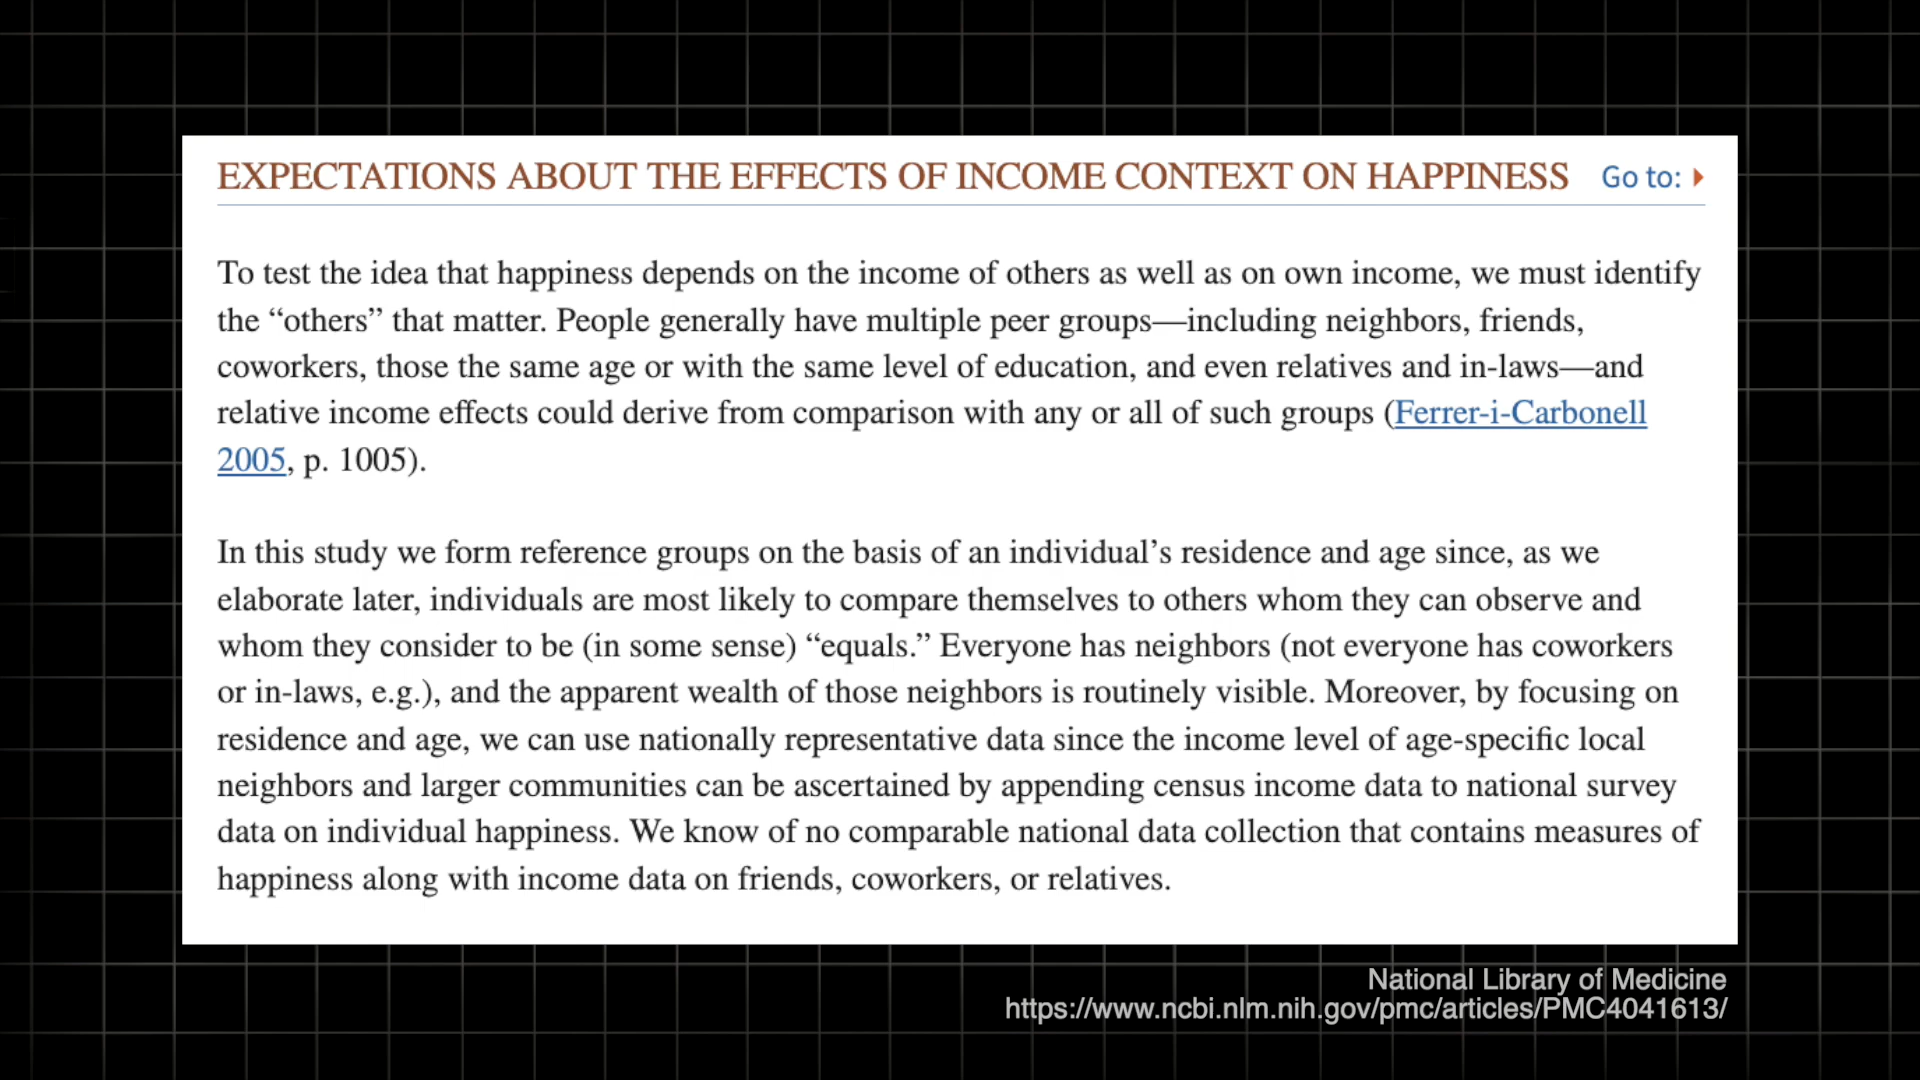 EXPECTATIONS ABOUT THE EFFECTS OF INCOME CONTEXT ON HAPPINESS Go to:
To test the idea that happiness depends on the income of others as well as on own income, we must identify
the “others” that matter. People generally have multiple peer groups—including neighbors, friends,
coworkers, those the same age or with the same level of education, and even relatives and in-laws—and
relative income effects could derive from comparison with any or all of such groups (Ferrer-i-Carbonell
2005, p. 1005).
In this study we form reference groups on the basis of an individual’s residence and age since, as we
elaborate later, individuals are most likely to compare themselves to others whom they can observe and
whom they consider to be (in some sense) “equals.” Everyone has neighbors (not everyone has coworkers
or in-laws, e.g.), and the apparent wealth of those neighbors is routinely visible. Moreover, by focusing on
residence and age, we can use nationally representative data since the income level of age-specific local
neighbors and larger communities can be ascertained by appending census income data to national survey
data on individual happiness. We know of no comparable national data collection that contains measures of
happiness along with income data on friends, coworkers, or relatives.
National Library of Medicine
https://www.ncbi.nlm.nih.gov/pmc/articles/PMC4041613/